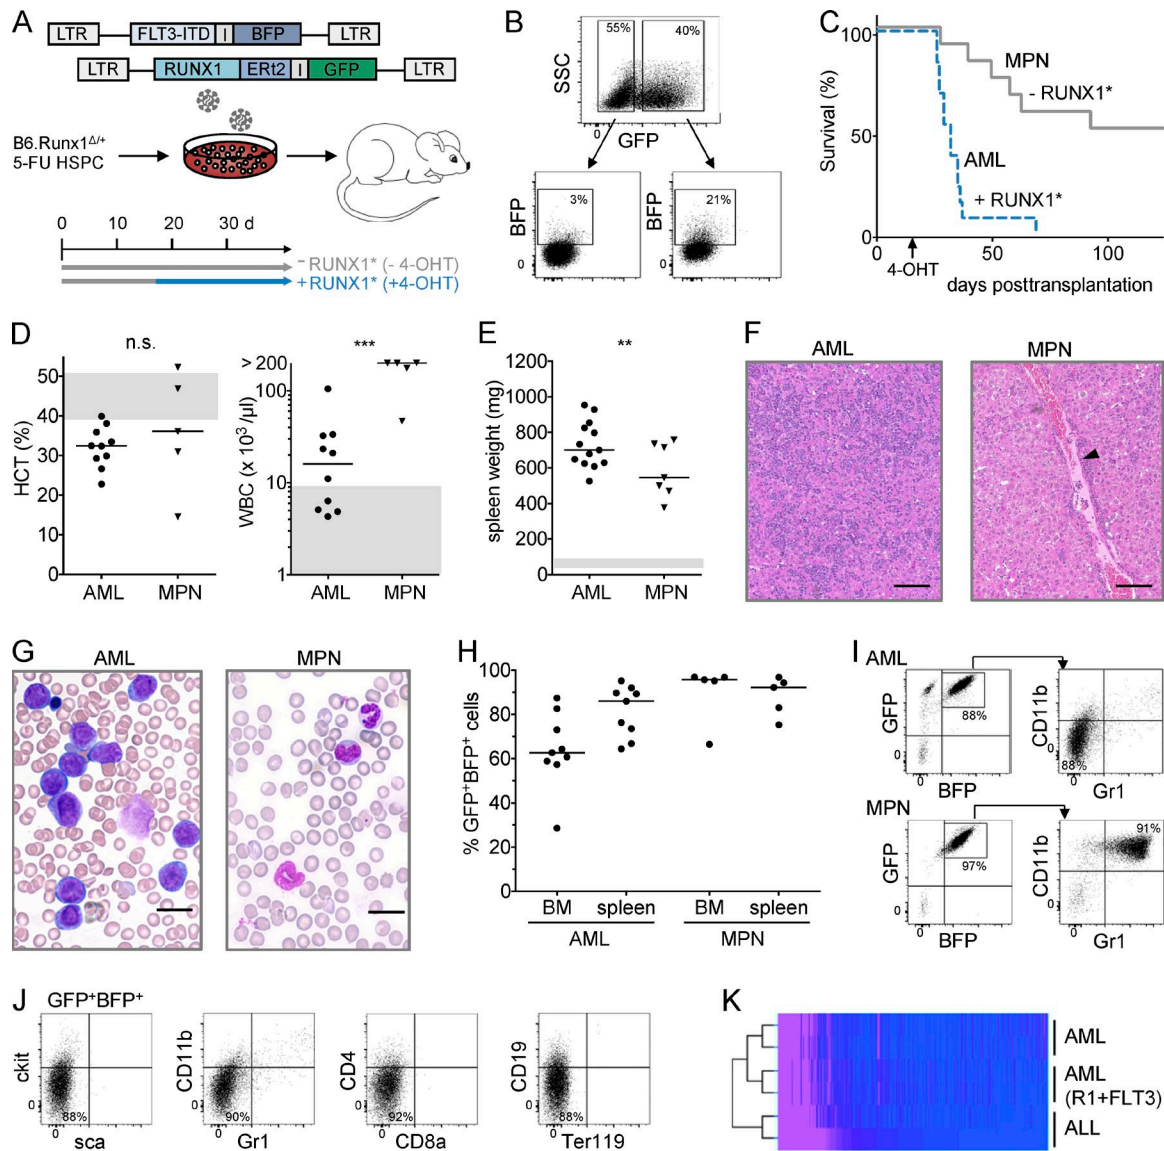 A
LTR FLT3-ITD I BFP LTR
LTR RUNX1 ERt2 I GFP LTR
B6.Runx1Δ/+
5-FU HSPC
0 10 20 30 d
- RUNX1* (- 4-OHT)
+ RUNX1* (+4-OHT)
B
55% 40%
SSC
0
GFP
3%
BFP
0
0
21%
BFP
0
0
C
Survival (%)
100
50
0
MPN
- RUNX1*
AML
+ RUNX1*
0 50 100
4-OHT
days posttransplantation
D
n.s.
HCT (%)
50
40
30
20
10
0
AML MPN
***
WBC (x 10³ /µl)
> 200
100
10
1
AML MPN
E
**
spleen weight (mg)
1200
1000
800
600
400
200
0
AML MPN
F
AML MPN
G
AML MPN
H
% GFP⁺BFP⁺ cells
100
80
60
40
20
0
BM spleen BM spleen
AML MPN
I
AML
GFP
0
88%
0
BFP
CD11b
0
88%
0
Gr1
MPN
GFP
0
97%
0
BFP
CD11b
91%
0
0
Gr1
J
GFP⁺BFP⁺
ckit
0
88%
0
sca
CD11b
0
90%
0
Gr1
CD4
0
92%
0
CD8a
CD19
0
88%
0
Ter119
K
AML
AML
(R1+FLT3)
ALL